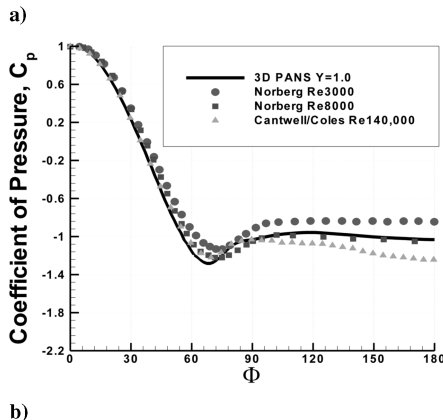 a)
Coefficient of Pressure, Cp
1
0.6
0.2
-0.2
-0.6
-1
-1.4
-1.8
-2.2
3D PANS Y=1.0
Norberg Re3000
Norberg Re8000
Cantwell/Coles Re140,000
0 30 60 90 120 150 180
Φ
b)